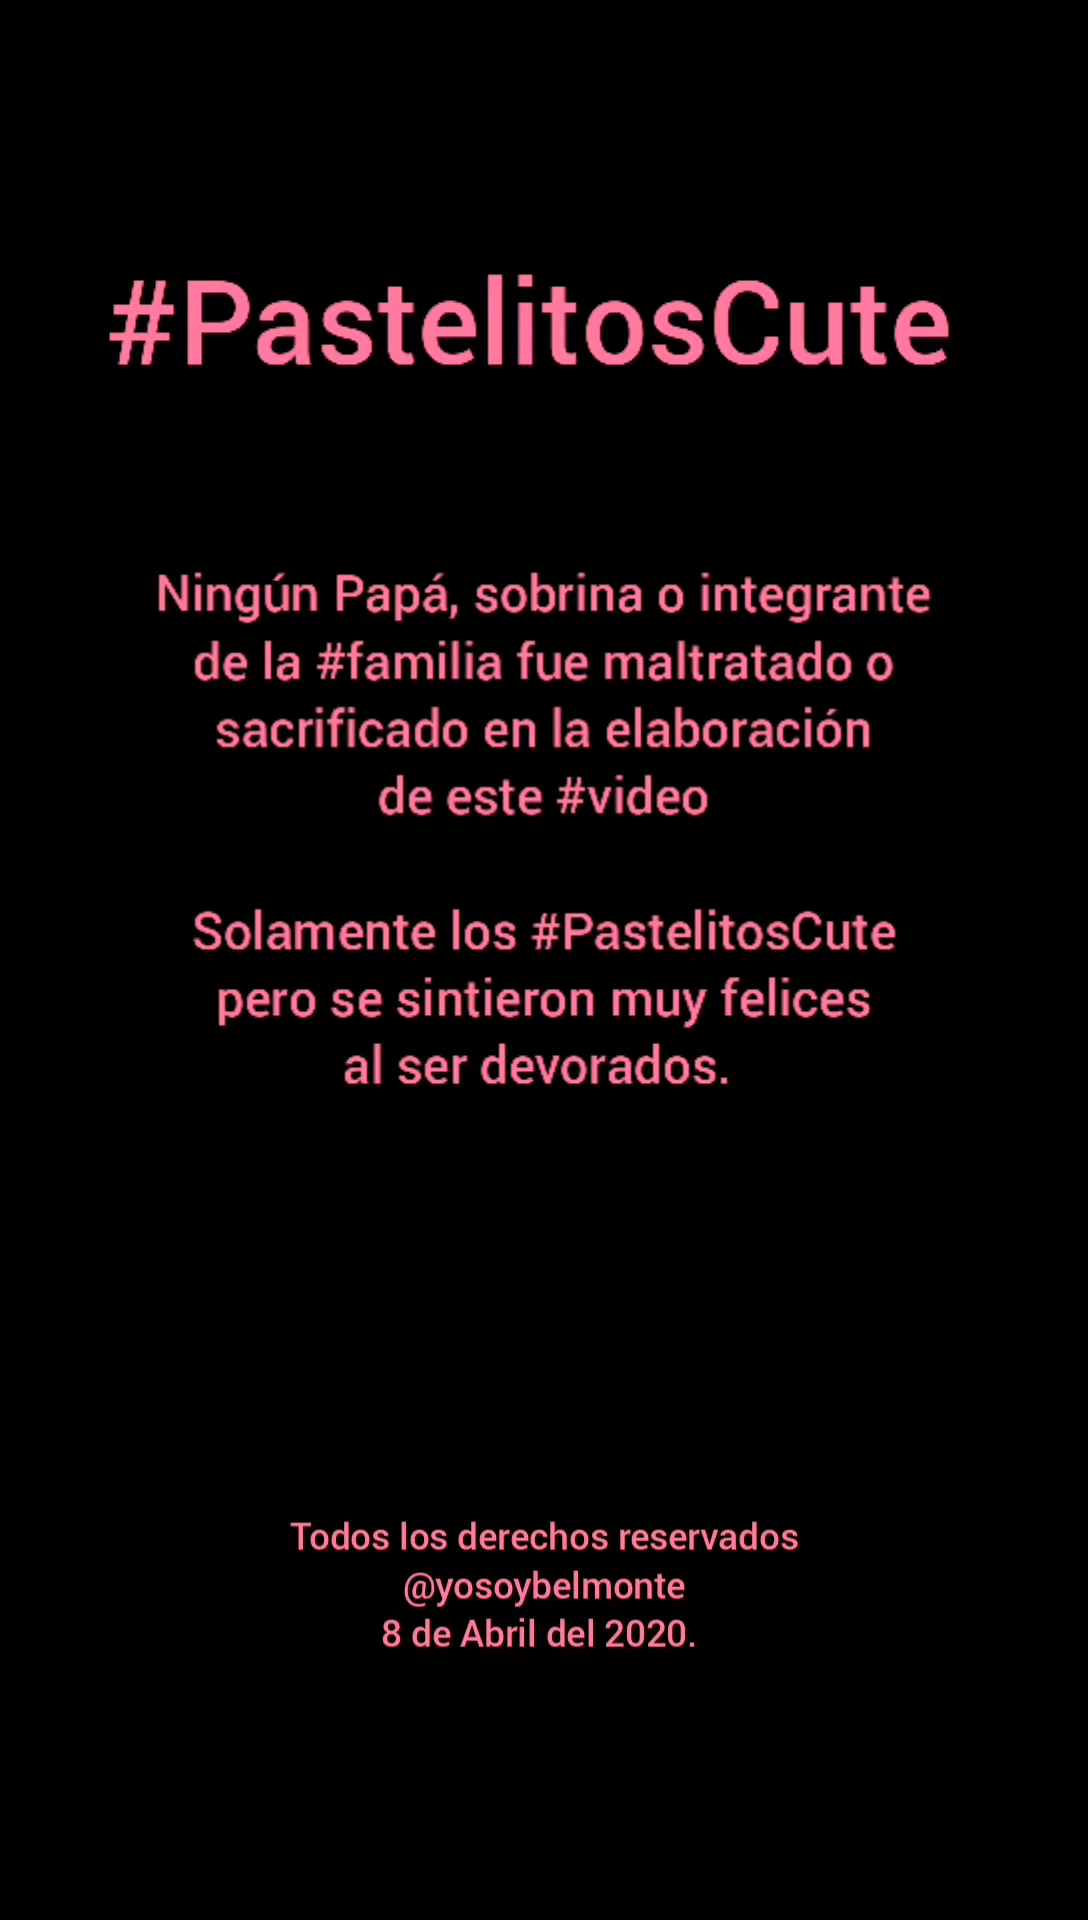 #PastelitosCute
Ningún Papá, sobrina o integrante
de la #familia fue maltratado o
sacrificado en la elaboración
de este #video
Solamente los #PastelitosCute
pero se sintieron muy felices
al ser devorados.
Todos los derechos reservados
@yosoybelmonte
8 de Abril del 2020.